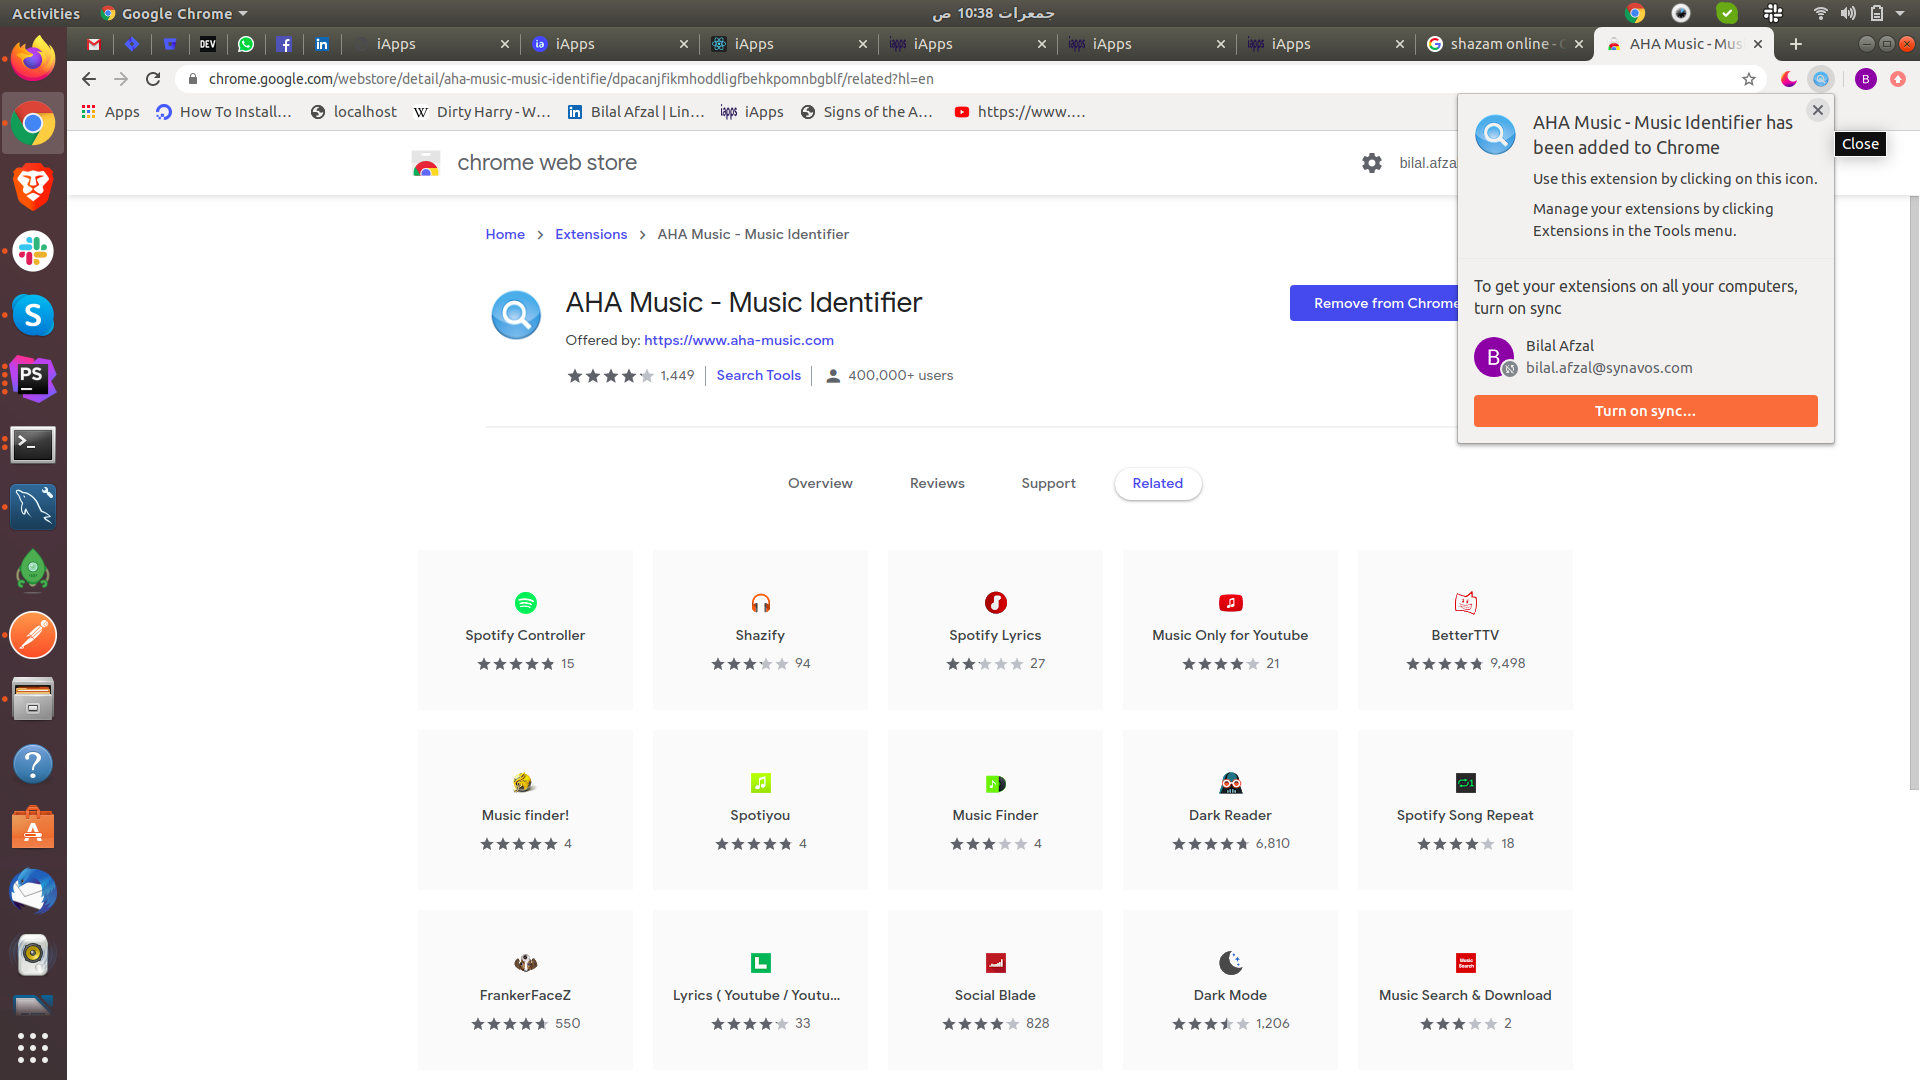 Activities
Google Chrome
جمعرات 10:38 ص
DEV
iApps
iApps
iApps
iApps
iApps
iApps
shazam online - G
AHA Music - Mus
chrome.google.com/webstore/detail/aha-music-music-identifie/dpacanjfikmhoddligfbehkpomnbgblf/related?hl=en
B
Apps
How To Install...
localhost
Dirty Harry - W...
Bilal Afzal | Lin...
iApps
Signs of the A...
https://www....
chrome web store
bilal.afza
AHA Music - Music Identifier has
been added to Chrome
Close
Use this extension by clicking on this icon.
Manage your extensions by clicking
Extensions in the Tools menu.
To get your extensions on all your computers,
turn on sync
B
Bilal Afzal
bilal.afzal@synavos.com
Turn on sync...
Home > Extensions > AHA Music - Music Identifier
AHA Music - Music Identifier
Remove from Chrome
Offered by: https://www.aha-music.com
1,449
Search Tools
400,000+ users
Overview
Reviews
Support
Related
Spotify Controller
15
Shazify
94
Spotify Lyrics
27
Music Only for Youtube
21
BetterTTV
9,498
Music finder!
4
Spotiyou
4
Music Finder
4
Dark Reader
6,810
Spotify Song Repeat
18
FrankerFaceZ
550
Lyrics ( Youtube / Youtu...
33
Social Blade
828
Dark Mode
1,206
Music Search & Download
2